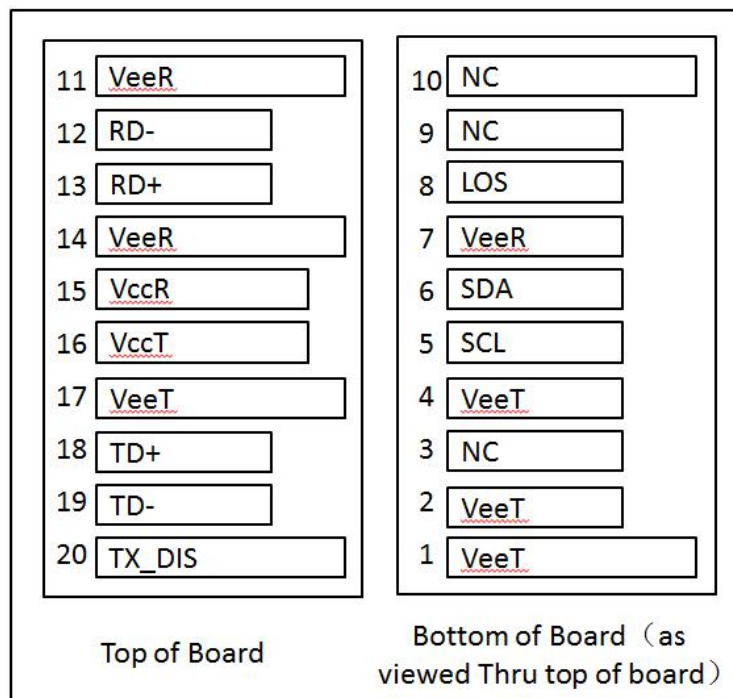 11 VeeR
12 RD-
13 RD+
14 VeeR
15 VccR
16 VccT
17 VeeT
18 TD+
19 TD-
20 TX_DIS
Top of Board
10 NC
9 NC
8 LOS
7 VeeR
6 SDA
5 SCL
4 VeeT
3 NC
2 VeeT
1 VeeT
Bottom of Board（as
viewed Thru top of board）